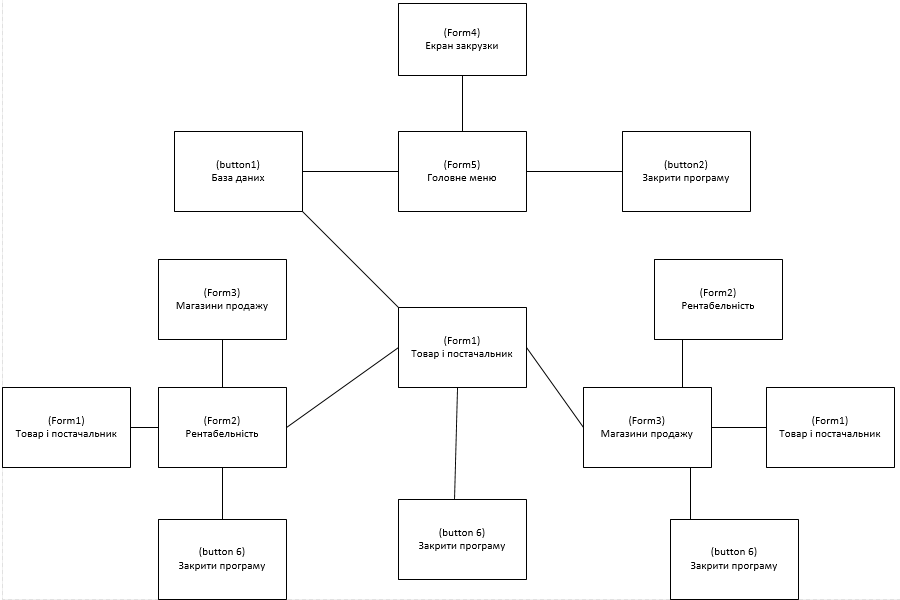 (Form4)
Екран закрузки
(button1)
База даних
(Form5)
Головне меню
(button2)
Закрити програму
(Form3)
Магазини продажу
(Form2)
Рентабельність
(Form1)
Товар і постачальник
(Form1)
Товар і постачальник
(Form2)
Рентабельність
(Form3)
Магазини продажу
(Form1)
Товар і постачальник
(button 6)
Закрити програму
(button 6)
Закрити програму
(button 6)
Закрити програму